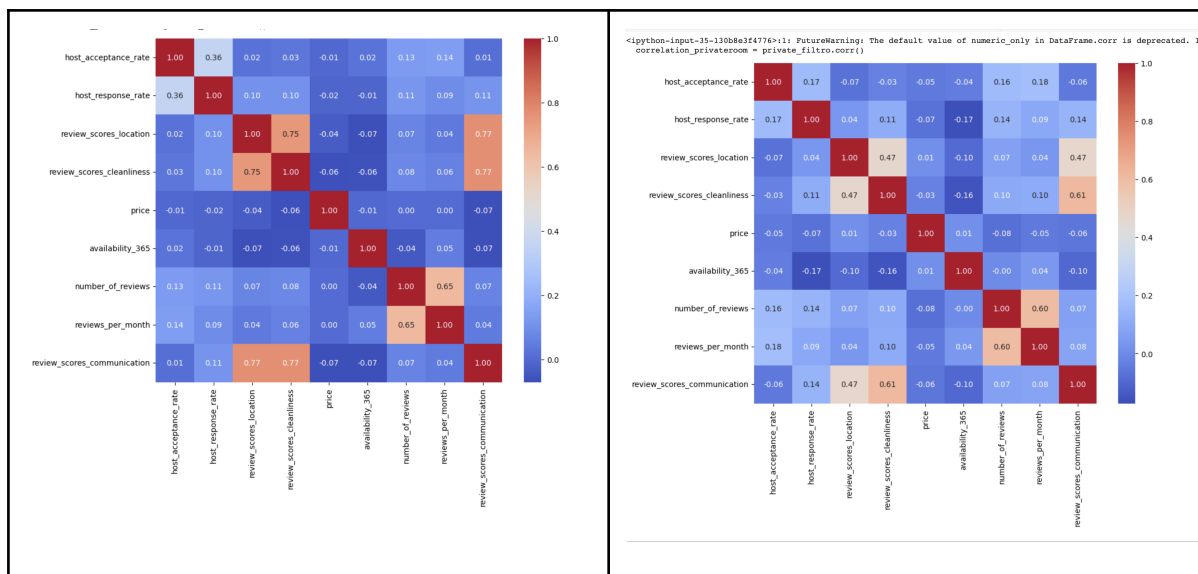 1.0
host_acceptance_rate 1.00 0.36 0.02 0.03 -0.01 0.02 0.13 0.14 0.01
host_response_rate 0.36 1.00 0.10 0.10 -0.02 -0.01 0.11 0.09 0.11
0.8
review_scores_location 0.02 0.10 1.00 0.75 -0.04 -0.07 0.07 0.04 0.77
0.6
review_scores_cleanliness 0.03 0.10 0.75 1.00 -0.06 -0.06 0.08 0.06 0.77
price -0.01 -0.02 -0.04 -0.06 1.00 -0.01 0.00 0.00 -0.07
0.4
availability_365 0.02 -0.01 -0.07 -0.06 -0.01 1.00 -0.04 0.05 -0.07
number_of_reviews 0.13 0.11 0.07 0.08 0.00 -0.04 1.00 0.65 0.07
0.2
reviews_per_month 0.14 0.09 0.04 0.06 0.00 0.05 0.65 1.00 0.04
0.0
review_scores_communication 0.01 0.11 0.77 0.77 -0.07 -0.07 0.07 0.04 1.00
host_acceptance_rate
host_response_rate
review_scores_location
review_scores_cleanliness
price
availability_365
number_of_reviews
reviews_per_month
review_scores_communication
<ipython-input-35-130b8e3f4776>:1: FutureWarning: The default value of numeric_only in DataFrame.corr is deprecated.
correlation_privateroom = private_filtro.corr()
1.0
host_acceptance_rate 1.00 0.17 -0.07 -0.03 -0.05 -0.04 0.16 0.18 -0.06
host_response_rate 0.17 1.00 0.04 0.11 -0.07 -0.17 0.14 0.09 0.14
0.8
review_scores_location -0.07 0.04 1.00 0.47 0.01 -0.10 0.07 0.04 0.47
0.6
review_scores_cleanliness -0.03 0.11 0.47 1.00 -0.03 -0.16 0.10 0.10 0.61
price -0.05 -0.07 0.01 -0.03 1.00 0.01 -0.08 -0.05 -0.06
0.4
availability_365 -0.04 -0.17 -0.10 -0.16 0.01 1.00 -0.00 0.04 -0.10
0.2
number_of_reviews 0.16 0.14 0.07 0.10 -0.08 -0.00 1.00 0.60 0.07
reviews_per_month 0.18 0.09 0.04 0.10 -0.05 0.04 0.60 1.00 0.08
0.0
review_scores_communication -0.06 0.14 0.47 0.61 -0.06 -0.10 0.07 0.08 1.00
host_acceptance_rate
host_response_rate
review_scores_location
review_scores_cleanliness
price
availability_365
number_of_reviews
reviews_per_month
review_scores_communication